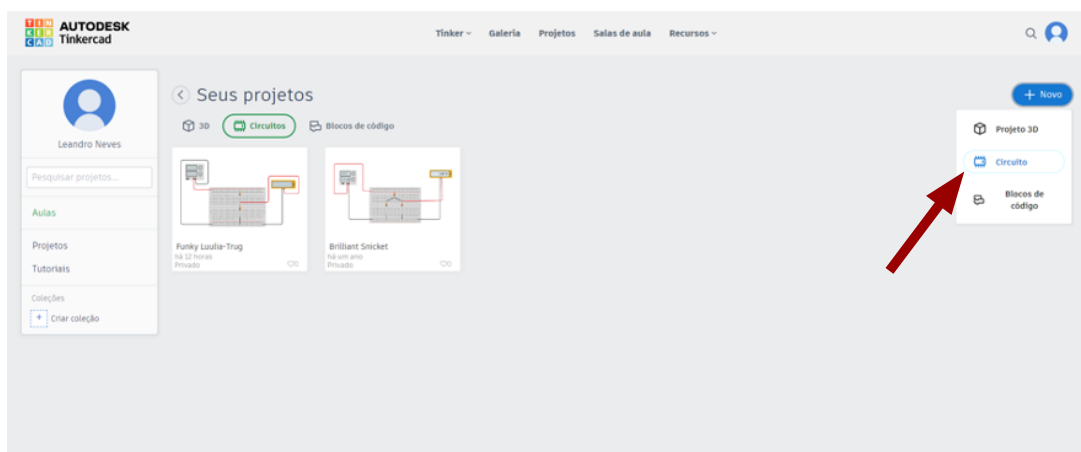 TIN
KER
CAD
AUTODESK
Tinkercad
Tinker
Galeria
Projetos
Salas de aula
Recursos
Leandro Neves
Pesquisar projetos...
Aulas
Projetos
Tutoriais
Coleções
+ Criar coleção
Seus projetos
3D
Circuitos
Blocos de código
Funky Luulia-Trug
há 12 horas
Privado
0
Brilliant Snicket
há um ano
Privado
0
+ Novo
Projeto 3D
Circuito
Blocos de
código